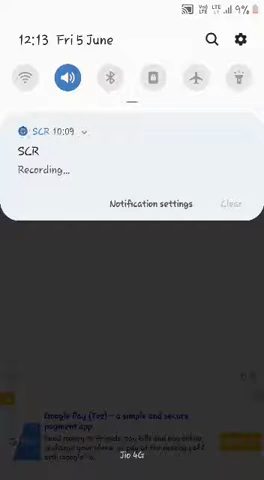 12:13 Fri 5 June
9%
SCR 10:09
SCR
Recording...
Notification settings
Clear
Google Pay (Tez) – a simple and secure
payment app
Jio 4G